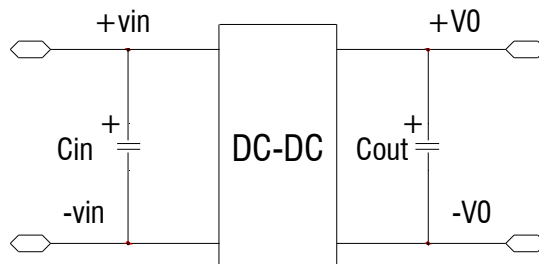 +vin
+V0
+
Cin
DC-DC
+
Cout
-vin
-V0